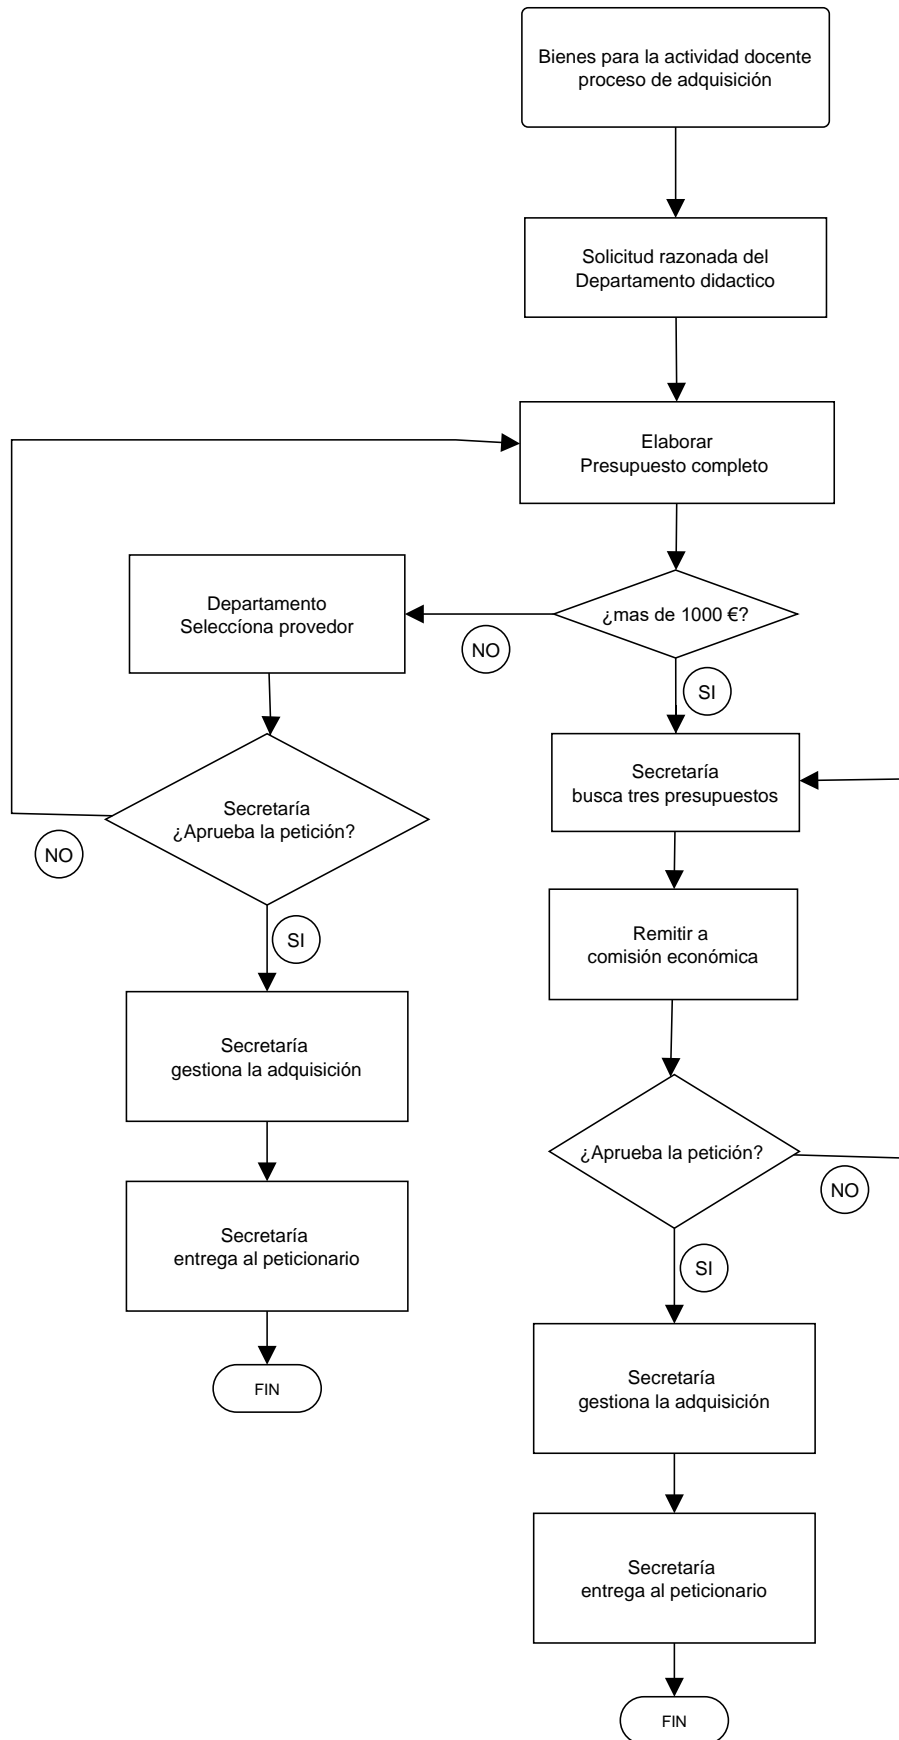 Bienes para la actividad docente
proceso de adquisición
Solicitud razonada del
Departamento didactico
Elaborar
Presupuesto completo
¿mas de 1000 €?
NO
SI
Departamento
Seleccíona provedor
Secretaría
¿Aprueba la petición?
NO
SI
Secretaría
gestiona la adquisición
Secretaría
entrega al peticionario
FIN
Secretaría
busca tres presupuestos
Remitir a
comisión económica
¿Aprueba la petición?
NO
SI
Secretaría
gestiona la adquisición
Secretaría
entrega al peticionario
FIN